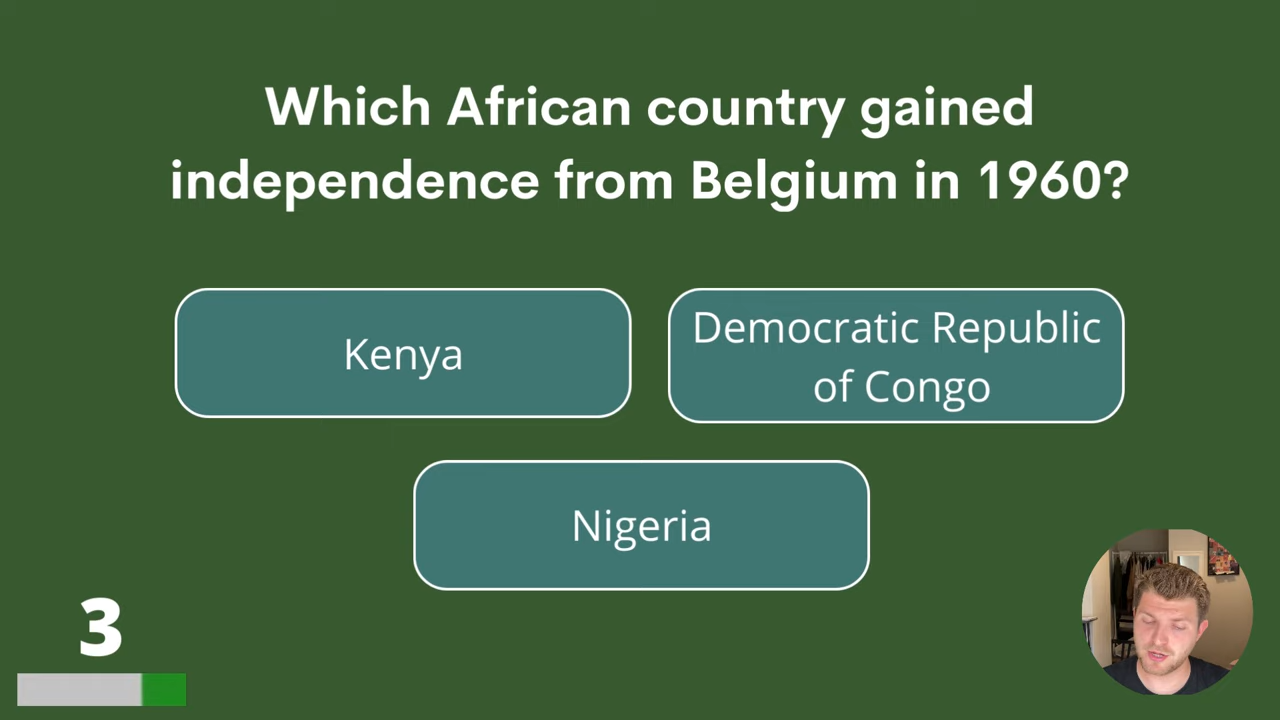 Which African country gained
independence from Belgium in 1960?
Kenya
Democratic Republic
of Congo
Nigeria
3